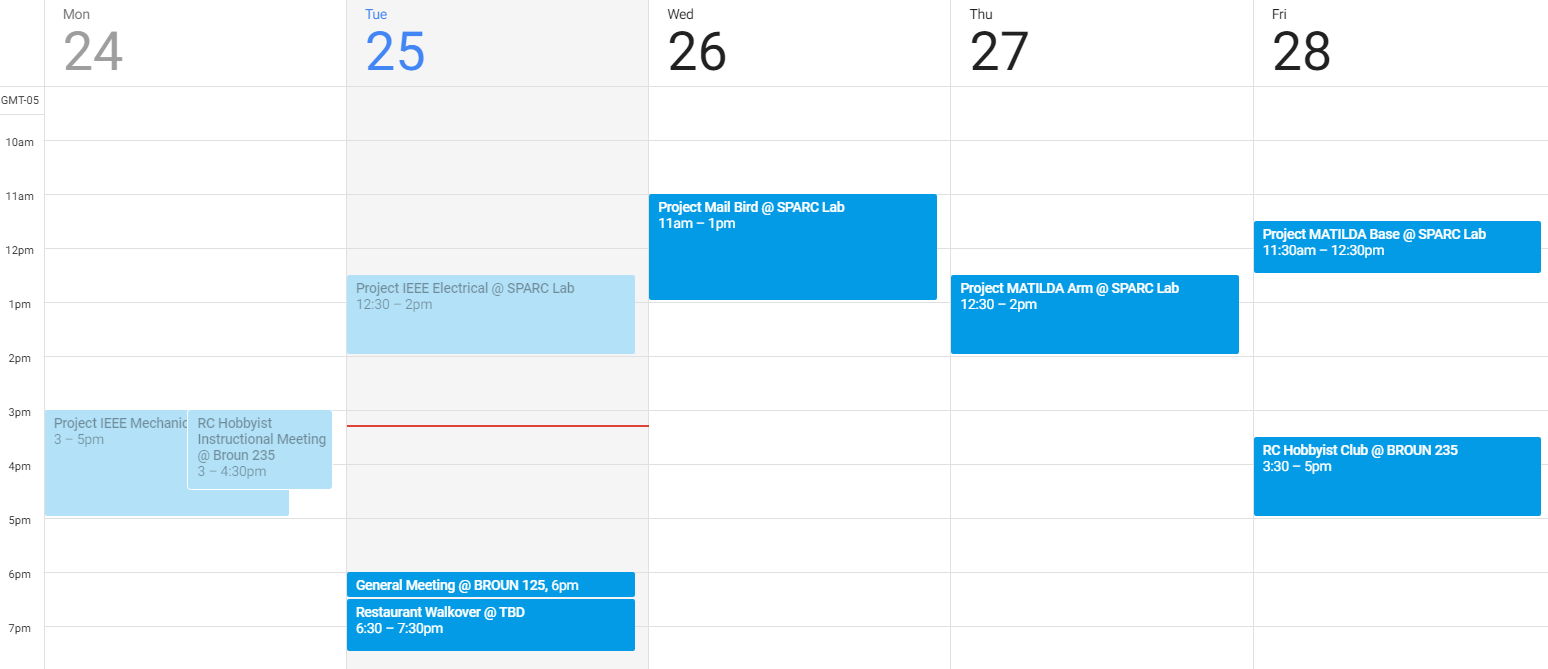 Mon
24
Tue
25
Wed
26
Thu
27
Fri
28
GMT-05
10am
11am
12pm
1pm
2pm
3pm
4pm
5pm
6pm
7pm
Project IEEE Mechanic
3 – 5pm
RC Hobbyist
Instructional Meeting
@ Broun 235
3 – 4:30pm
Project IEEE Electrical @ SPARC Lab
12:30 – 2pm
General Meeting @ BROUN 125, 6pm
Restaurant Walkover @ TBD
6:30 – 7:30pm
Project Mail Bird @ SPARC Lab
11am – 1pm
Project MATILDA Arm @ SPARC Lab
12:30 – 2pm
Project MATILDA Base @ SPARC Lab
11:30am – 12:30pm
RC Hobbyist Club @ BROUN 235
3:30 – 5pm